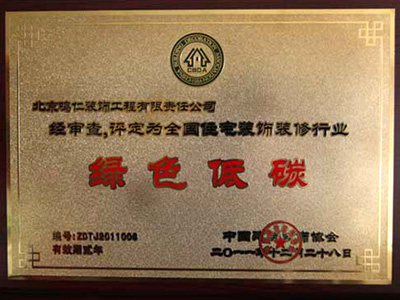 CBDA
北京鸿仁装饰工程有限责任公司
经审查,评定为全国住宅装饰装修行业
绿色低碳
编号:ZDTJ2011006
有效期贰年
中国 协会
二〇一一年十二月二十八日